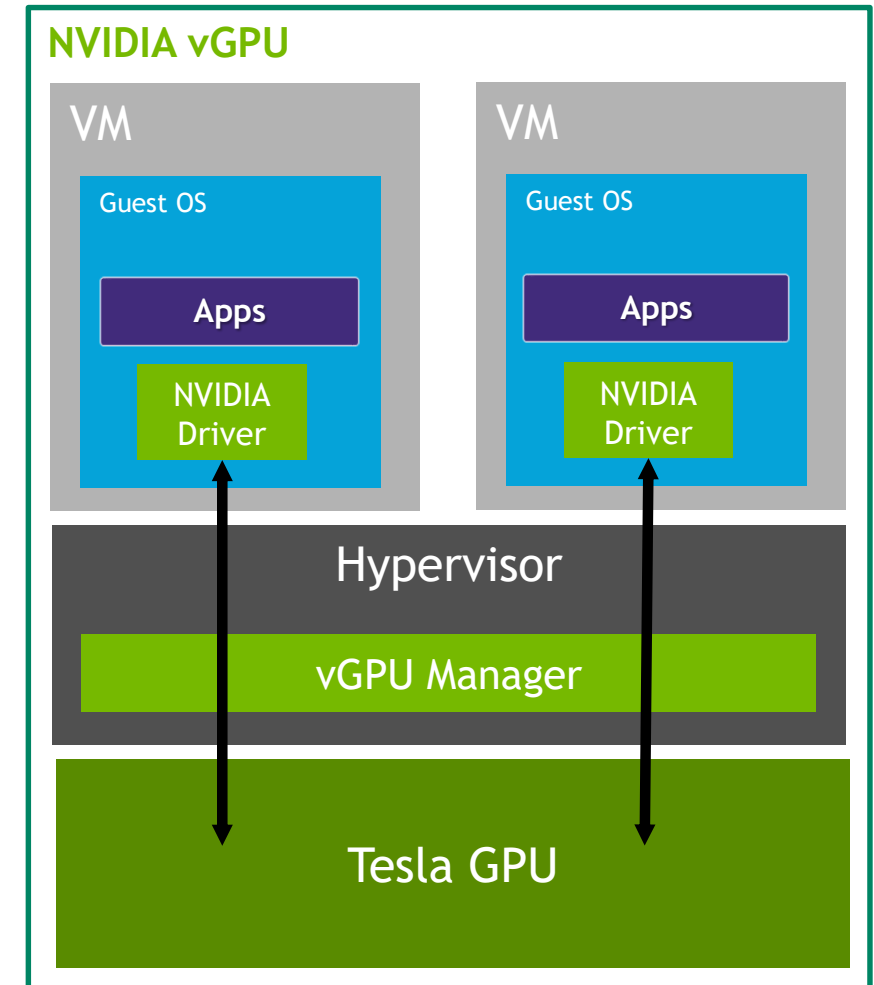 NVIDIA vGPU
VM
Guest OS
Apps
NVIDIA
Driver
VM
Guest OS
Apps
NVIDIA
Driver
Hypervisor
vGPU Manager
Tesla GPU